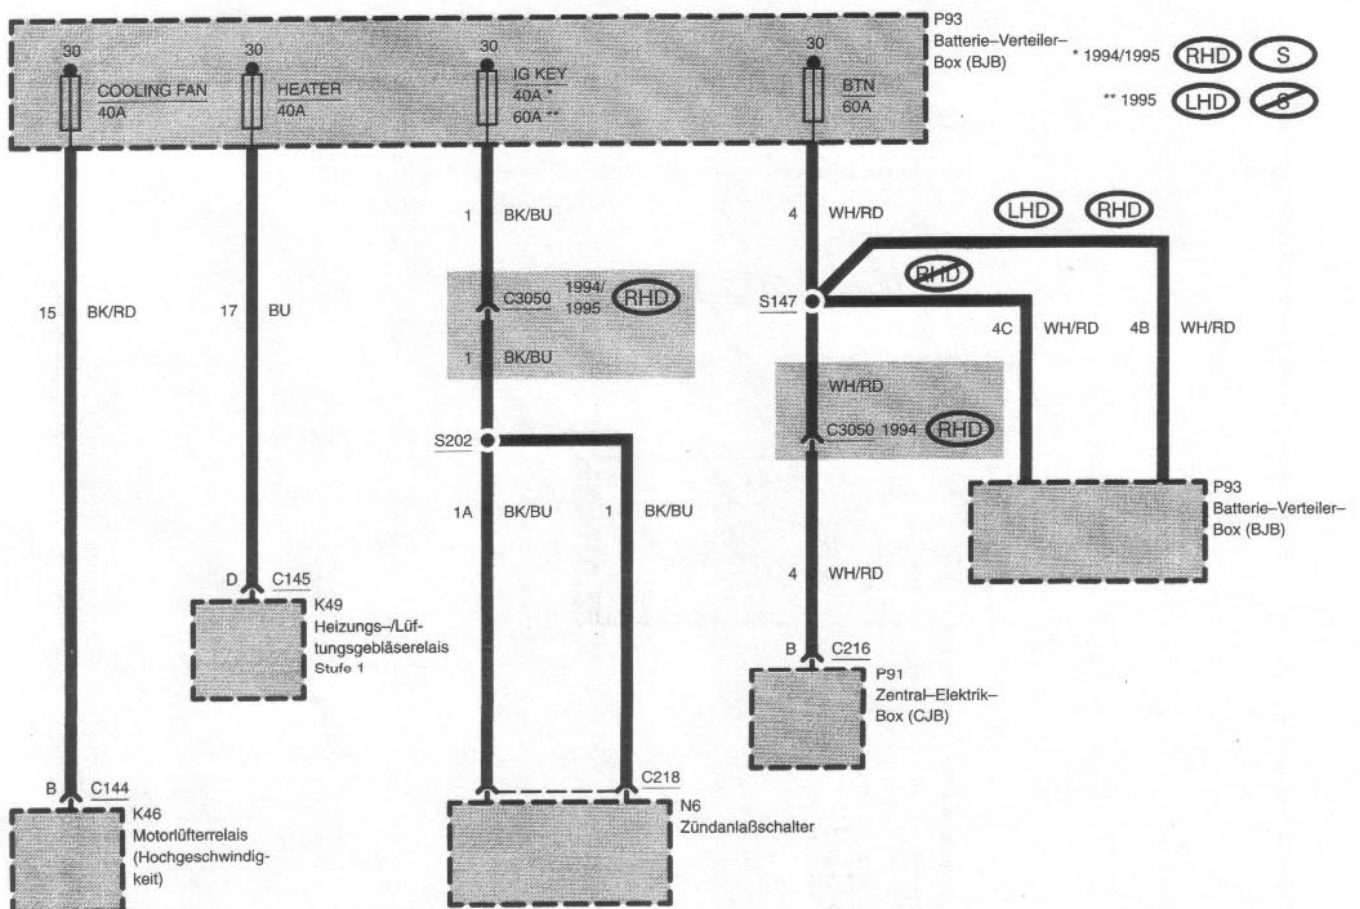 P93
Batterie–Verteiler–
Box (BJB)
* 1994/1995 RHD S
** 1995 LHD S
30
COOLING FAN
40A
30
HEATER
40A
30
IG KEY
40A *
60A **
30
BTN
60A
1 BK/BU
4 WH/RD
LHD RHD
RHD
C3050 1994/
1995 RHD
S147
15 BK/RD
17 BU
4C WH/RD
4B WH/RD
1 BK/BU
WH/RD
C3050 1994 RHD
S202
1A BK/BU
1 BK/BU
P93
Batterie–Verteiler–
Box (BJB)
4 WH/RD
D C145
K49
Heizungs–/Lüf-
tungsgebläserelais
Stufe 1
B C216
P91
Zentral–Elektrik–
Box (CJB)
B C144
K46
Motorlüfterrelais
(Hochgeschwindig-
keit)
C218
N6
Zündanlaßschalter